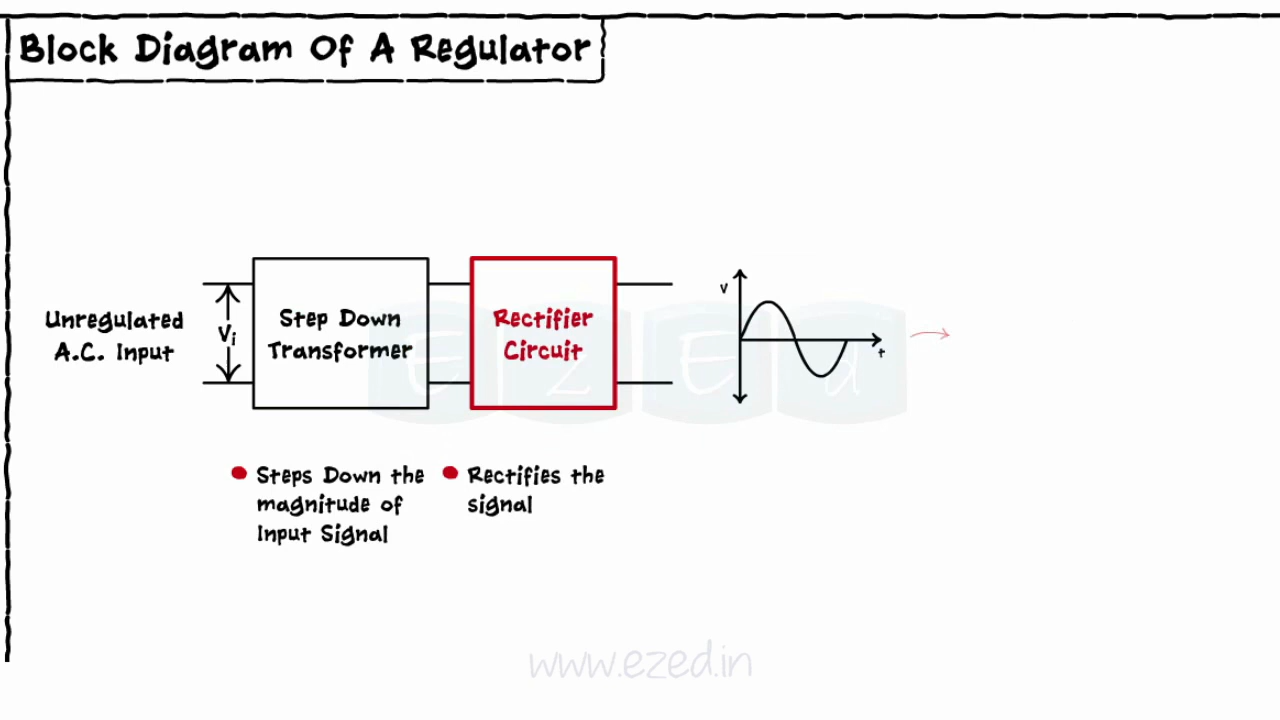 Block Diagram Of A Regulator
Unregulated
A.C. Input
Vi
Step Down
Transformer
Rectifier
Circuit
V
t
EZEd
Steps Down the
magnitude of
Input Signal
Rectifies the
signal
www.ezed.in